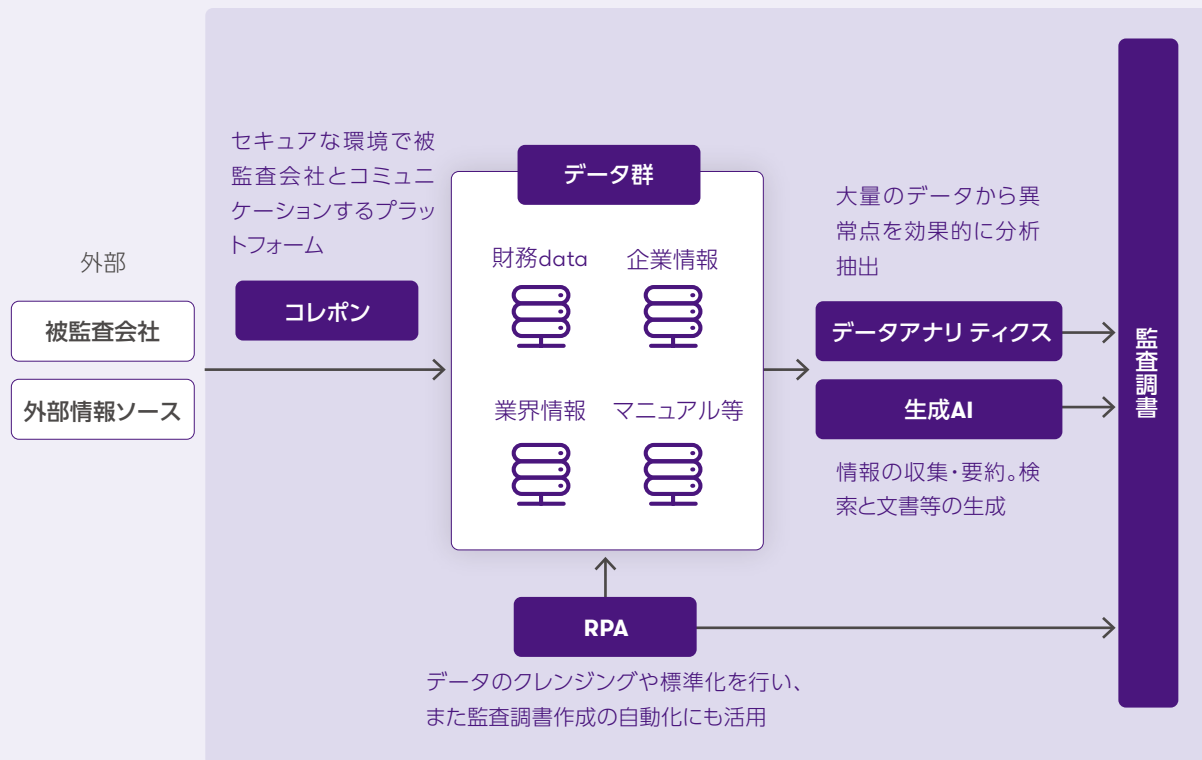 外部
被監査会社
外部情報ソース
セキュアな環境で被
監査会社とコミュニ
ケーションするプラッ
トフォーム
コレポン
データ群
財務data
企業情報
業界情報
マニュアル等
RPA
データのクレンジングや標準化を行い、
また監査調書作成の自動化にも活用
大量のデータから異
常点を効果的に分析
抽出
データアナリ ティクス
生成AI
情報の収集・要約。検
索と文書等の生成
監査調書